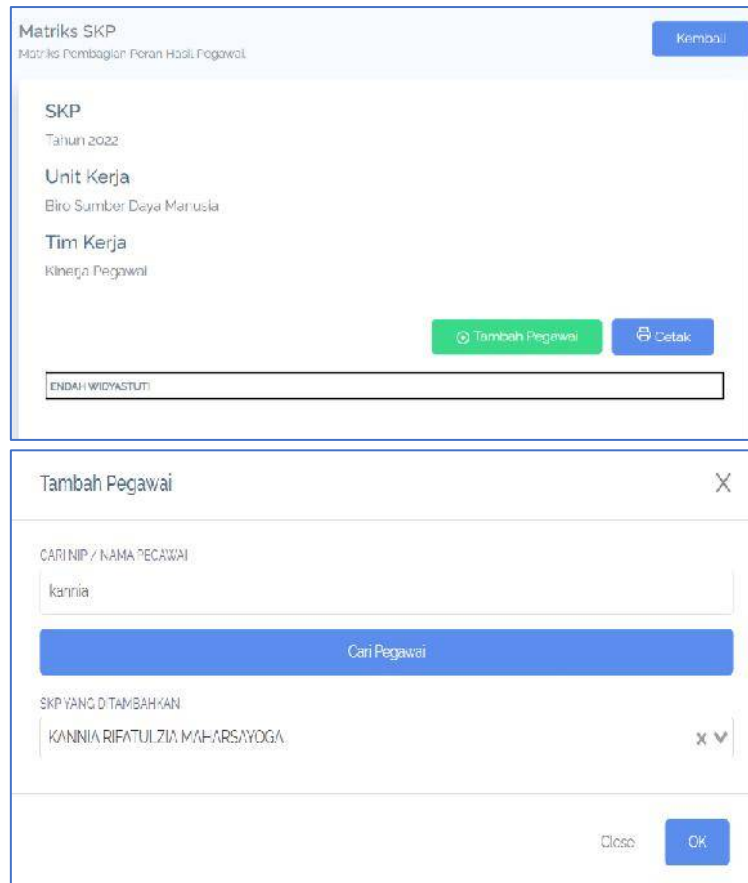 Matriks SKP
Matriks Pembagian Peran Hasil Pegawai
Kembali
SKP
Tahun 2022
Unit Kerja
Biro Sumber Daya Manusia
Tim Kerja
Kinerja Pegawai
Tambah Pegawai
Cetak
ENDAH WIDYASTUTI
Tambah Pegawai
X
CARI NIP / NAMA PEGAWAI
kannia
Cari Pegawai
SKP YANG DITAMBAHKAN
KANNIA RIFATULZIA MAHARSAYOGA
Close
OK